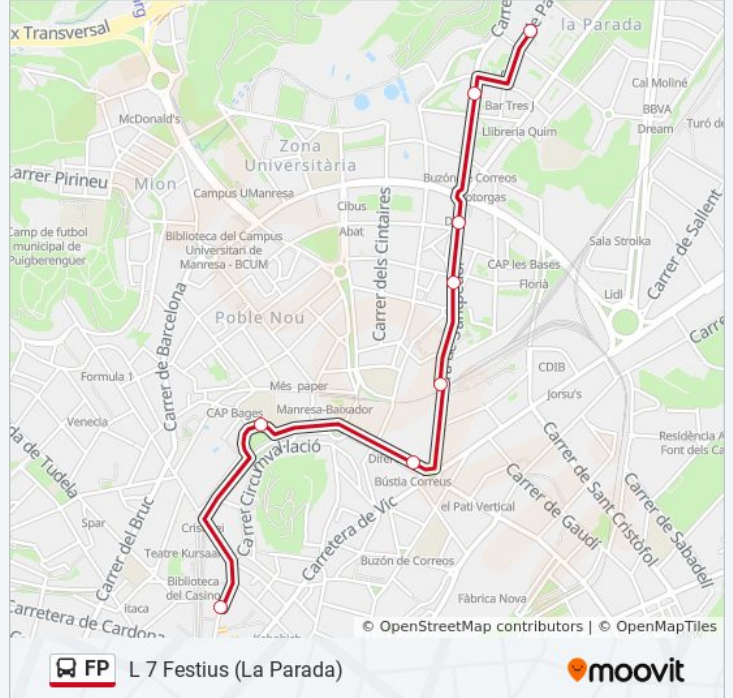 x Transversal
la Parada
Cal Moliné
McDonald's
Bar Tres J
BBVA
Dream
Turó de
Llibreria Quim
Zona
Universitària
Carrer Pirineu
Mion
Campus UManresa
Buzón de Correos
Cibus
Abat
Camp de futbol
municipal de
Puigberenguer
Biblioteca del Campus
Universitari de
Manresa - BCUM
Carrer dels Cintaires
Sala Stroika
Carrer de Sallent
CAP les Bases
Florià
Lidl
Carrer de Barcelona
Poble Nou
Formula 1
Més paper
CDIB
Jorsu's
CAP Bages
Manresa-Baixador
Venecla
Residència A
Font dels Ca
Bústia Correus
Carrer de Sant Cristòfol
Carrer de Sabadell
Carrer de Gaudí
el Pati Vertical
Carretera de Vic
Carrer del Bruc
Spar
Teatre Kursaal
Buzón de Correos
Biblioteca
del Casino
Itaca
Fàbrica Nova
Carretera de Cardona
© OpenStreetMap contributors | © OpenMapTiles
FP L 7 Festius (La Parada)
moovit